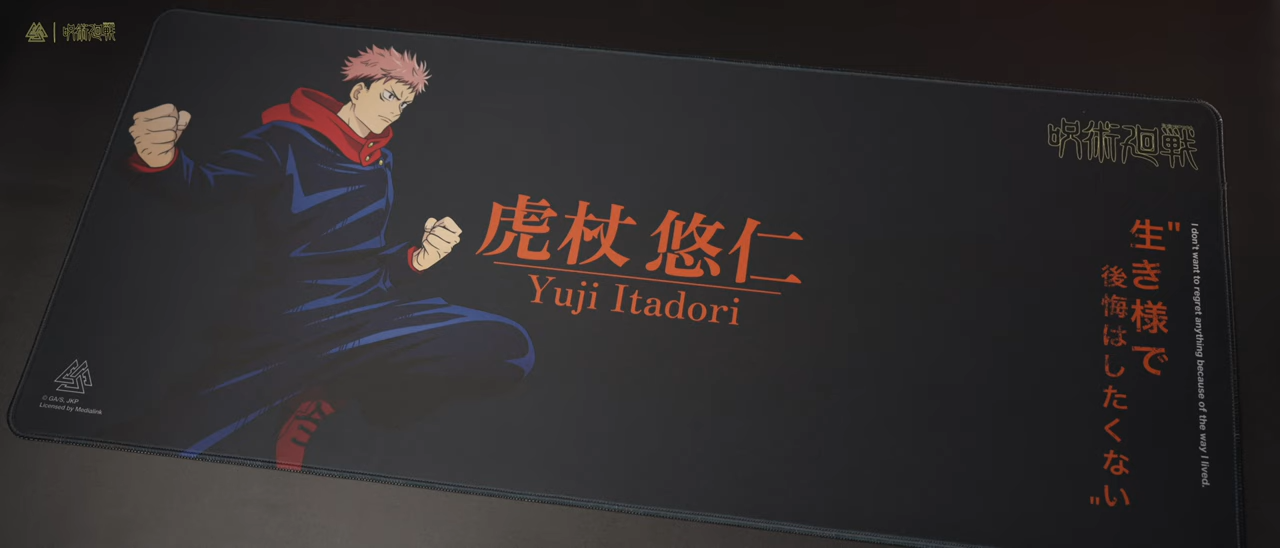 呪術廻戦
呪術廻戦
虎杖 悠仁
Yuji Itadori
"生き様で
後悔はしたくない"
I don't want to regret anything because of the way I lived.
© GA/S, JKP
Licensed by Medialink